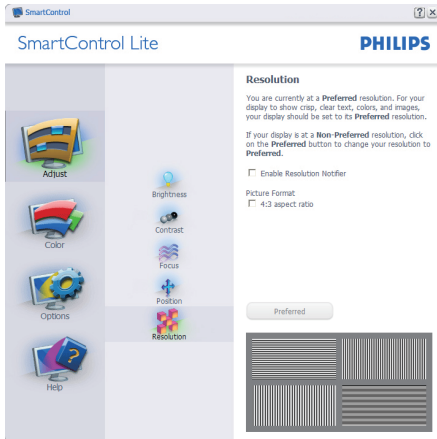 SmartControl
? x
SmartControl Lite
PHILIPS
Adjust
Color
Options
Help
Brightness
Contrast
Focus
Position
Resolution
Resolution
You are currently at a Preferred resolution. For your
display to show crisp, clear text, colors, and images,
your display should be set to its Preferred resolution.
If your display is at a Non-Preferred resolution, click
on the Preferred button to change your resolution to
Preferred.
Enable Resolution Notifier
Picture Format
4:3 aspect ratio
Preferred
?